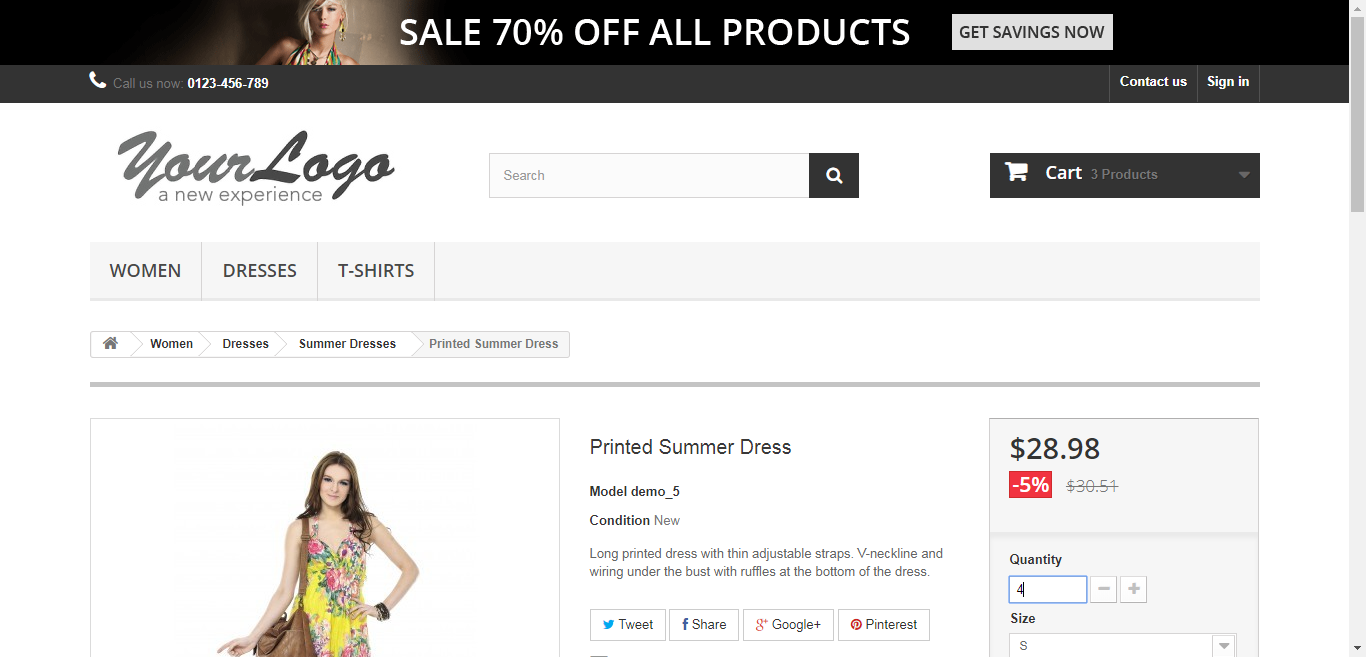 SALE 70% OFF ALL PRODUCTS GET SAVINGS NOW
Call us now: 0123-456-789 Contact us Sign in
Your Logo
a new experience
Search
Cart 3 Products
WOMEN DRESSES T-SHIRTS
Women Dresses Summer Dresses Printed Summer Dress
Printed Summer Dress
Model demo_5
Condition New
Long printed dress with thin adjustable straps. V-neckline and
wiring under the bust with ruffles at the bottom of the dress.
Tweet Share Google+ Pinterest
$28.98
-5% $30.51
Quantity
4
Size
S